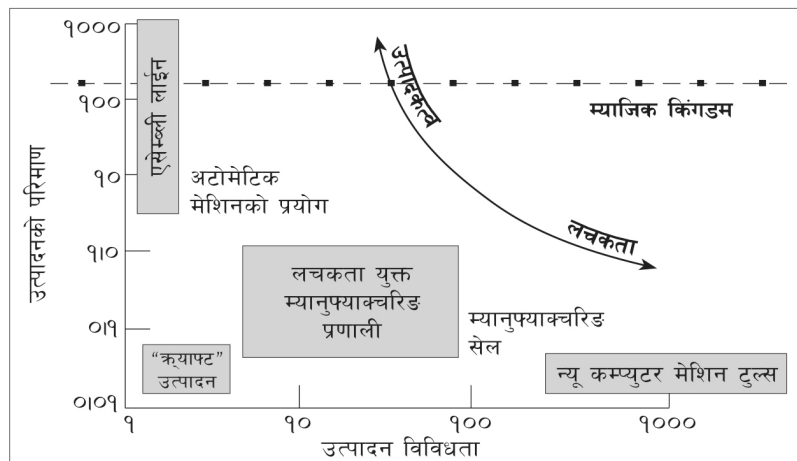 १०००
१००
१०
१।०
०।१
०।०१
उत्पादनको परिमाण
एसेम्ब्ली लाईन
उत्पादकत्व
म्याजिक किंगडम
अटोमेटिक
मेशिनको प्रयोग
लचकता
लचकता युक्त
म्यानुफ्याक्चरिङ
प्रणाली
म्यानुफ्याक्चरिङ
सेल
“क्र्याफ्ट”
उत्पादन
न्यू कम्प्युटर मेशिन टुल्स
१
१०
१००
१०००
उत्पादन विविधता